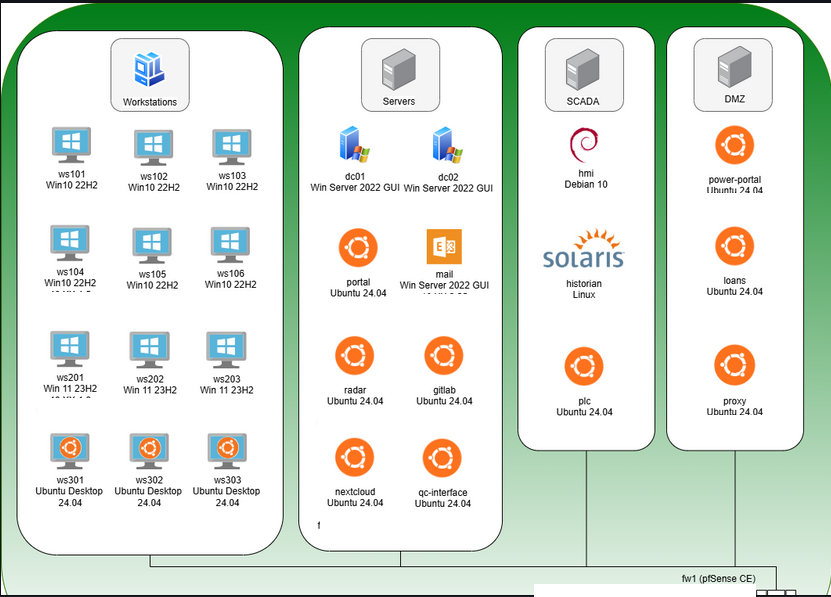 Workstations
Servers
SCADA
DMZ
ws101
Win10 22H2
ws102
Win10 22H2
ws103
Win10 22H2
ws104
Win10 22H2
ws105
Win10 22H2
ws106
Win10 22H2
ws201
Win 11 23H2
ws202
Win 11 23H2
ws203
Win 11 23H2
ws301
Ubuntu Desktop
24.04
ws302
Ubuntu Desktop
24.04
ws303
Ubuntu Desktop
24.04
dc01
Win Server 2022 GUI
dc02
Win Server 2022 GUI
portal
Ubuntu 24.04
E
mail
Win Server 2022 GUI
radar
Ubuntu 24.04
gitlab
Ubuntu 24.04
nextcloud
Ubuntu 24.04
qc-interface
Ubuntu 24.04
f
hmi
Debian 10
solaris
historian
Linux
plc
Ubuntu 24.04
power-portal
Ubuntu 24.04
loans
Ubuntu 24.04
proxy
Ubuntu 24.04
fw1 (pfSense CE)